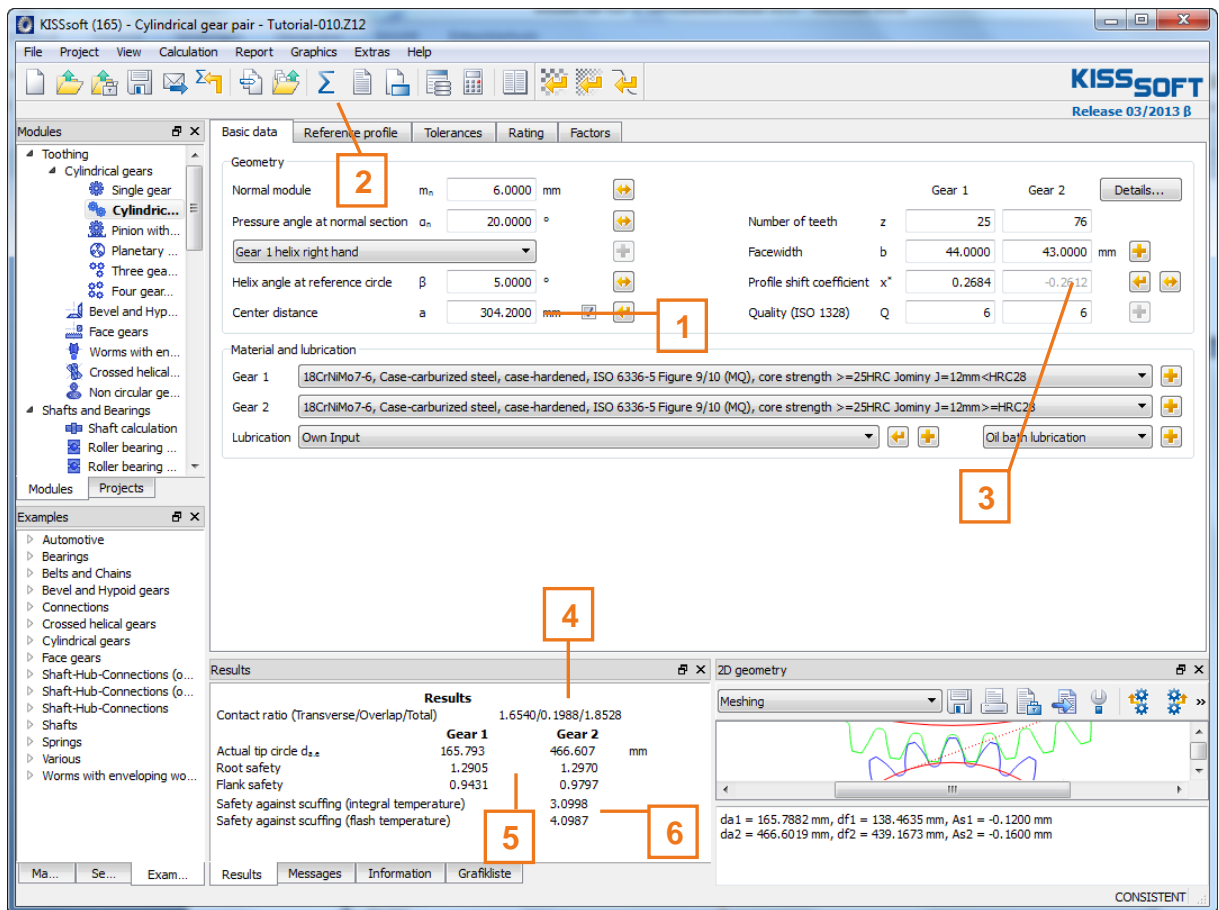 KISSsoft (165) - Cylindrical gear pair - Tutorial-010.Z12
File Project View Calculation Report Graphics Extras Help
KISSSOFT
Release 03/2013 β
Modules
Toothing
Cylindrical gears
Single gear
Cylindric...
Pinion with...
Planetary ...
Three gea...
Four gear...
Bevel and Hyp...
Face gears
Worms with en...
Crossed helical...
Non circular ge...
Shafts and Bearings
Shaft calculation
Roller bearing ...
Roller bearing ...
Modules Projects
Examples
Automotive
Bearings
Belts and Chains
Bevel and Hypoid gears
Connections
Crossed helical gears
Cylindrical gears
Face gears
Shaft-Hub-Connections (o...
Shaft-Hub-Connections (o...
Shaft-Hub-Connections
Shafts
Springs
Various
Worms with enveloping wo...
Ma... Se... Exam...
Basic data Reference profile Tolerances Rating Factors
2
Geometry
Normal module mn 6.0000 mm
Pressure angle at normal section αn 20.0000 °
Gear 1 helix right hand
Helix angle at reference circle β 5.0000 °
Center distance a 304.2000 mm
1
Gear 1 Gear 2 Details...
Number of teeth z 25 76
Facewidth b 44.0000 43.0000 mm
Profile shift coefficient x* 0.2684 -0.2612
Quality (ISO 1328) Q 6 6
Material and lubrication
Gear 1 18CrNiMo7-6, Case-carburized steel, case-hardened, ISO 6336-5 Figure 9/10 (MQ), core strength >=25HRC Jominy J=12mm<HRC28
Gear 2 18CrNiMo7-6, Case-carburized steel, case-hardened, ISO 6336-5 Figure 9/10 (MQ), core strength >=25HRC Jominy J=12mm>=HRC28
Lubrication Own Input Oil bath lubrication
3
4
Results
Results
Contact ratio (Transverse/Overlap/Total) 1.6540/0.1988/1.8528
Gear 1 Gear 2
Actual tip circle da.e 165.793 466.607 mm
Root safety 1.2905 1.2970
Flank safety 0.9431 0.9797
Safety against scuffing (integral temperature) 3.0998
Safety against scuffing (flash temperature) 4.0987
5
6
Results Messages Information Grafikliste
2D geometry
Meshing
»
da1 = 165.7882 mm, df1 = 138.4635 mm, As1 = -0.1200 mm
da2 = 466.6019 mm, df2 = 439.1673 mm, As2 = -0.1600 mm
CONSISTENT